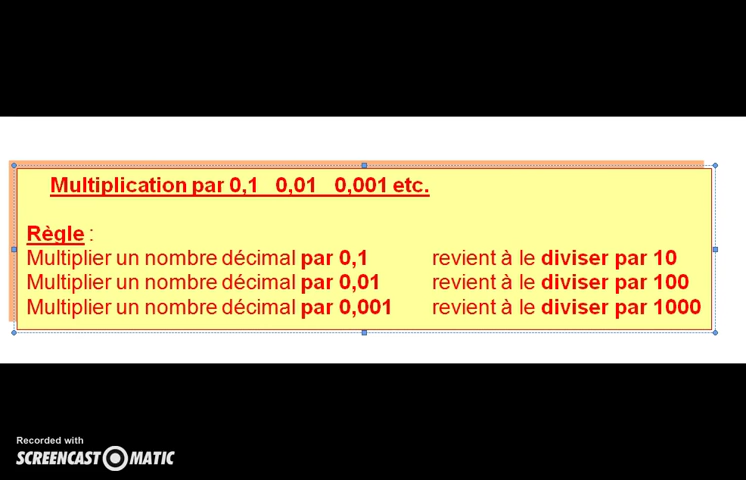 Multiplication par 0,1 0,01 0,001 etc.
Règle :
Multiplier un nombre décimal par 0,1 revient à le diviser par 10
Multiplier un nombre décimal par 0,01 revient à le diviser par 100
Multiplier un nombre décimal par 0,001 revient à le diviser par 1000
Recorded with
SCREENCAST MATIC